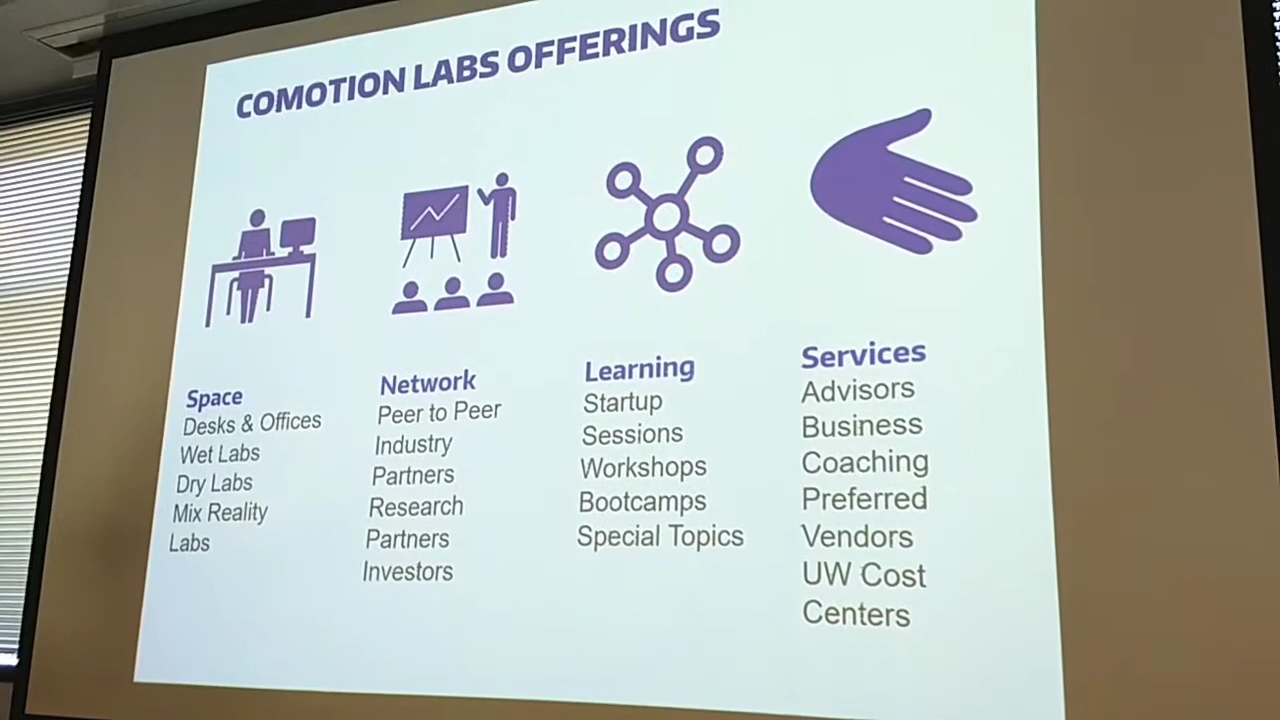 COMOTION LABS OFFERINGS
Space
Desks & Offices
Wet Labs
Dry Labs
Mix Reality
Labs
Network
Peer to Peer
Industry
Partners
Research
Partners
Investors
Learning
Startup
Sessions
Workshops
Bootcamps
Special Topics
Services
Advisors
Business
Coaching
Preferred
Vendors
UW Cost
Centers